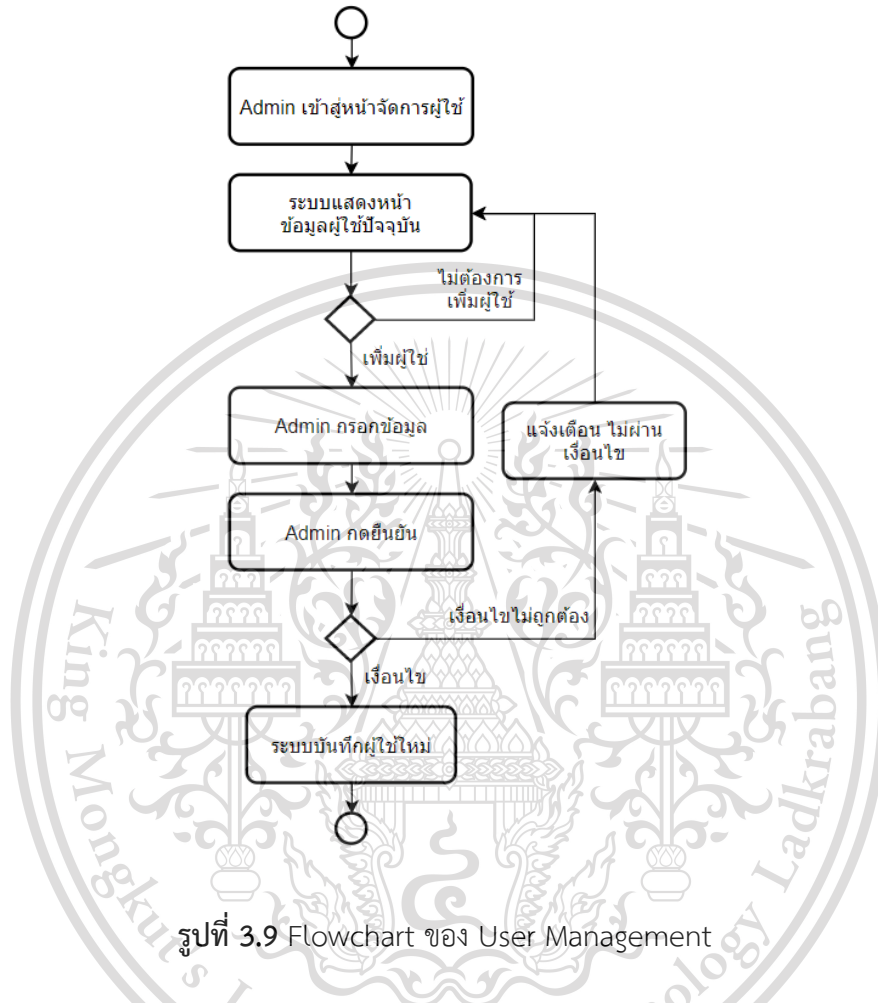 Admin เข้าสู่หน้าจัดการผู้ใช้
ระบบแสดงหน้า
ข้อมูลผู้ใช้ปัจจุบัน
ไม่ต้องการ
เพิ่มผู้ใช้
เพิ่มผู้ใช่
Admin กรอกข้อมูล
แจ้งเตือน ไม่ผ่าน
เงื่อนไข
Admin กดยืนยัน
เงื่อนไขไม่ถูกต้อง
เงื่อนไข
ระบบบันทึกผู้ใช้ใหม่
รูปที่ 3.9 Flowchart ของ User Management
King Mongkut's
Ladkrabang